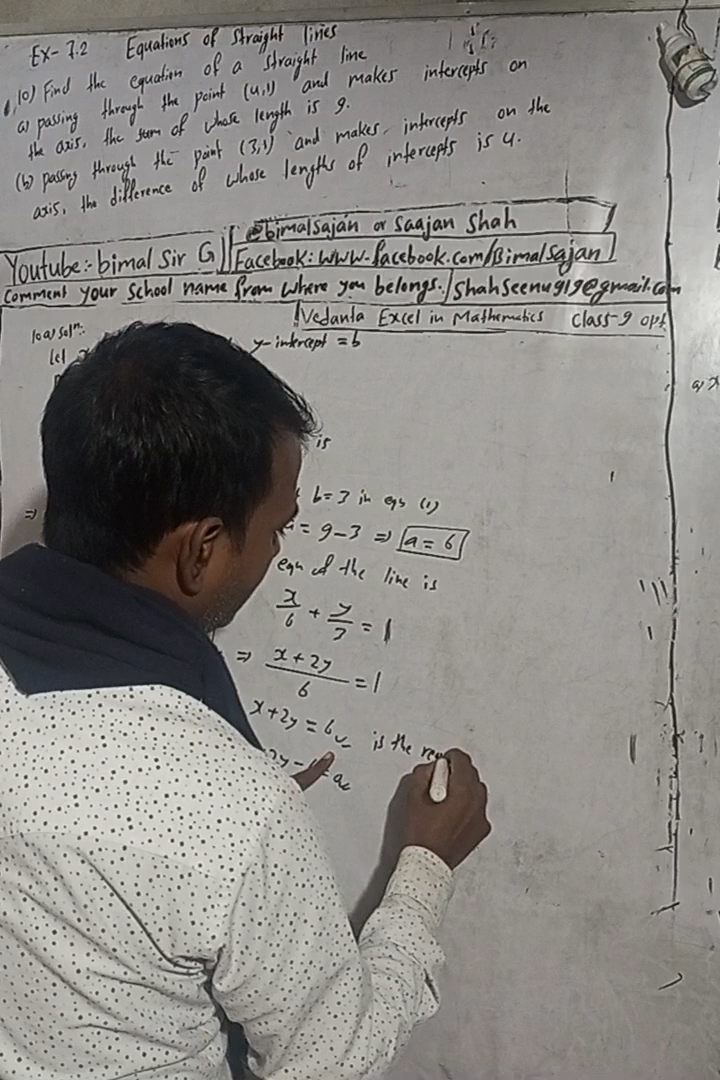 Ex- 7.2 Equations of straight lines
10) Find the equation of a straight line
a) passing through the point (4,1) and makes intercepts on
the axis, the sum of whose length is 9.
(b) passing through the point (3,1) and makes intercepts on the
axis, the difference of whose lengths of intercepts is 4.
@bimalsajan or Saajan Shah
Youtube:- bimal Sir G Facebook: www.facebook.com/Bimalsajan
Comment your School name from where you belongs. / Shahseenu919@gmail.com
Vedanta Excel in Mathematics Class-9 opt
10a) solⁿ:
let y-intercept = b
is
⇒ b=3 in eqn (1)
= 9-3 ⇒ a = 6
eqn of the line is
x/6 + y/3 = 1
⇒ x+2y/6 = 1
x+2y = 6 is the
a) x